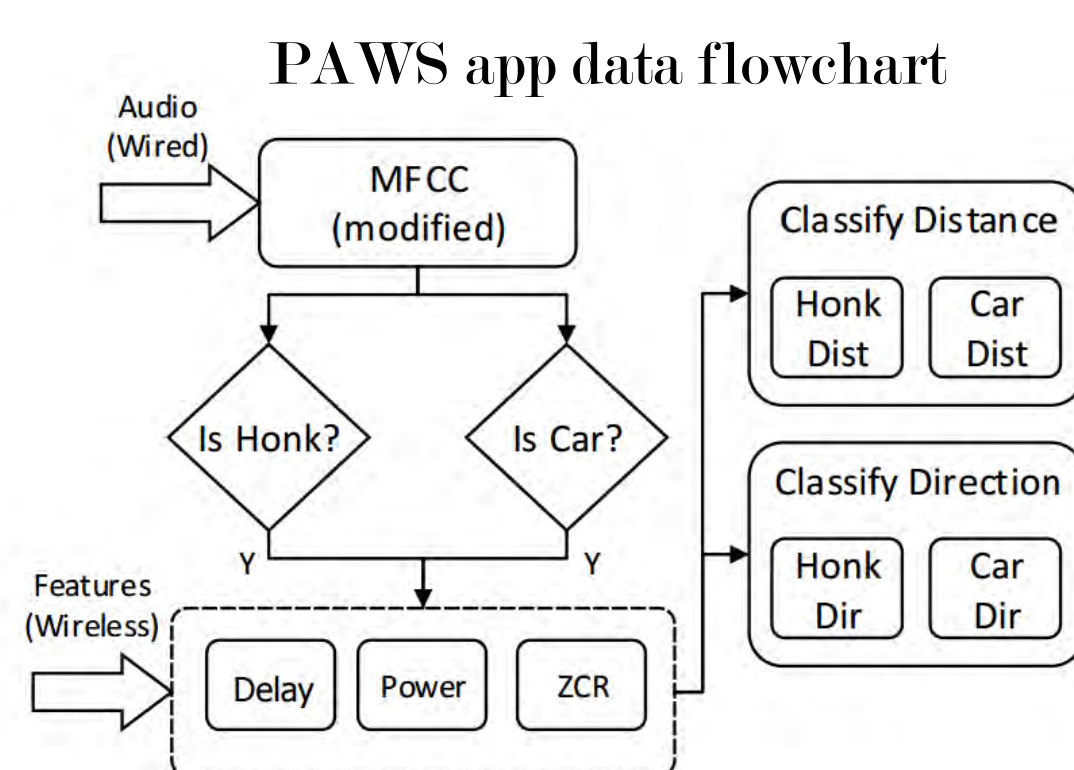 PAWS app data flowchart
Audio
(Wired)
MFCC
(modified)
Is Honk?
Is Car?
Y
Y
Features
(Wireless)
Delay
Power
ZCR
Classify Distance
Honk
Dist
Car
Dist
Classify Direction
Honk
Dir
Car
Dir